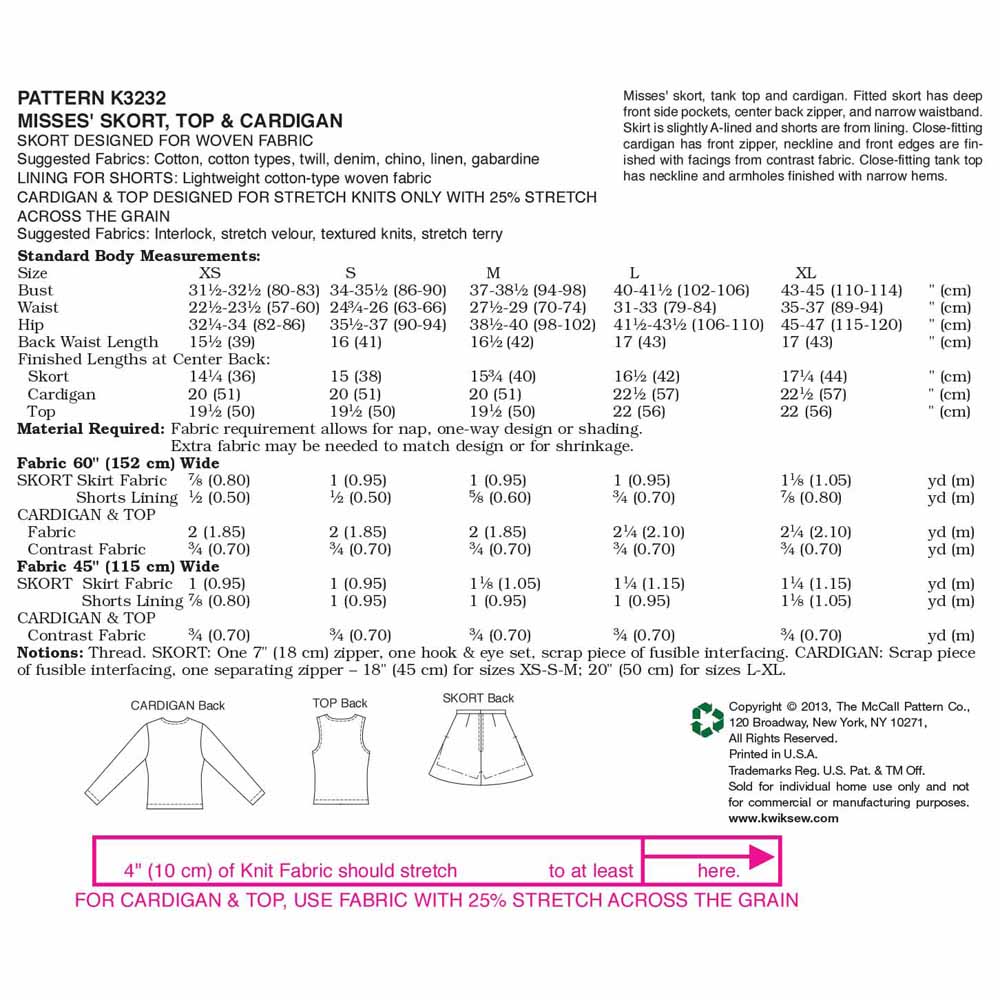 PATTERN K3232
MISSES' SKORT, TOP & CARDIGAN
SKORT DESIGNED FOR WOVEN FABRIC
Suggested Fabrics: Cotton, cotton types, twill, denim, chino, linen, gabardine
LINING FOR SHORTS: Lightweight cotton-type woven fabric
CARDIGAN & TOP DESIGNED FOR STRETCH KNITS ONLY WITH 25% STRETCH
ACROSS THE GRAIN
Suggested Fabrics: Interlock, stretch velour, textured knits, stretch terry
Misses' skort, tank top and cardigan. Fitted skort has deep
front side pockets, center back zipper, and narrow waistband.
Skirt is slightly A-lined and shorts are from lining. Close-fitting
cardigan has front zipper, neckline and front edges are fin-
ished with facings from contrast fabric. Close-fitting tank top
has neckline and armholes finished with narrow hems.
Standard Body Measurements:
Size XS S M L XL
Bust 31½-32½ (80-83) 34-35½ (86-90) 37-38½ (94-98) 40-41½ (102-106) 43-45 (110-114) " (cm)
Waist 22½-23½ (57-60) 24¾-26 (63-66) 27½-29 (70-74) 31-33 (79-84) 35-37 (89-94) " (cm)
Hip 32¼-34 (82-86) 35½-37 (90-94) 38½-40 (98-102) 41½-43½ (106-110) 45-47 (115-120) " (cm)
Back Waist Length 15½ (39) 16 (41) 16½ (42) 17 (43) 17 (43) " (cm)
Finished Lengths at Center Back:
Skort 14¼ (36) 15 (38) 15¾ (40) 16½ (42) 17¼ (44) " (cm)
Cardigan 20 (51) 20 (51) 20 (51) 22½ (57) 22½ (57) " (cm)
Top 19½ (50) 19½ (50) 19½ (50) 22 (56) 22 (56) " (cm)
Material Required: Fabric requirement allows for nap, one-way design or shading.
Extra fabric may be needed to match design or for shrinkage.
Fabric 60" (152 cm) Wide
SKORT Skirt Fabric ⅞ (0.80) 1 (0.95) 1 (0.95) 1 (0.95) 1⅛ (1.05) yd (m)
Shorts Lining ½ (0.50) ½ (0.50) ⅝ (0.60) ¾ (0.70) ⅞ (0.80) yd (m)
CARDIGAN & TOP
Fabric 2 (1.85) 2 (1.85) 2 (1.85) 2¼ (2.10) 2¼ (2.10) yd (m)
Contrast Fabric ¾ (0.70) ¾ (0.70) ¾ (0.70) ¾ (0.70) ¾ (0.70) yd (m)
Fabric 45" (115 cm) Wide
SKORT Skirt Fabric 1 (0.95) 1 (0.95) 1⅛ (1.05) 1¼ (1.15) 1¼ (1.15) yd (m)
Shorts Lining ⅞ (0.80) 1 (0.95) 1 (0.95) 1 (0.95) 1⅛ (1.05) yd (m)
CARDIGAN & TOP
Contrast Fabric ¾ (0.70) ¾ (0.70) ¾ (0.70) ¾ (0.70) ¾ (0.70) yd (m)
Notions: Thread. SKORT: One 7" (18 cm) zipper, one hook & eye set, scrap piece of fusible interfacing. CARDIGAN: Scrap piece
of fusible interfacing, one separating zipper – 18" (45 cm) for sizes XS-S-M; 20" (50 cm) for sizes L-XL.
CARDIGAN Back
TOP Back
SKORT Back
Copyright © 2013, The McCall Pattern Co.,
120 Broadway, New York, NY 10271,
All Rights Reserved.
Printed in U.S.A.
Trademarks Reg. U.S. Pat. & TM Off.
Sold for individual home use only and not
for commercial or manufacturing purposes.
www.kwiksew.com
4" (10 cm) of Knit Fabric should stretch to at least here.
FOR CARDIGAN & TOP, USE FABRIC WITH 25% STRETCH ACROSS THE GRAIN